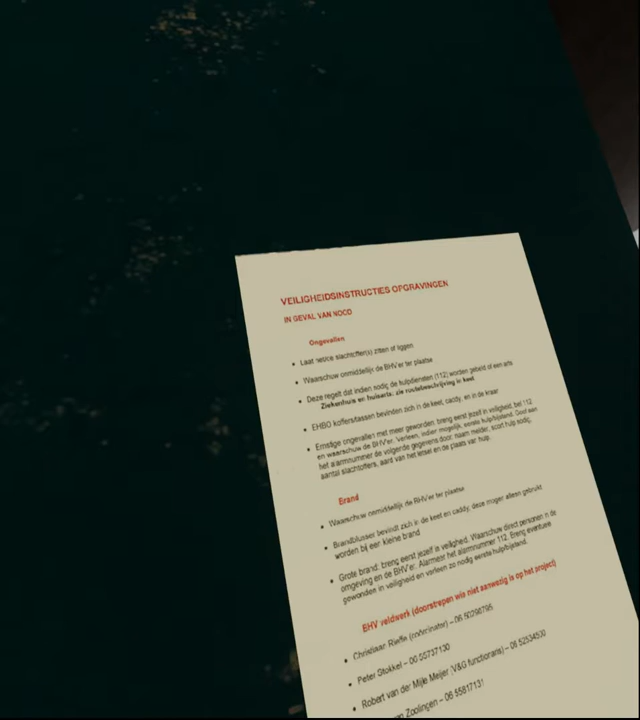 VEILIGHEIDSINSTRUCTIES OPGRAVINGEN
IN GEVAL VAN NOOD
Ongevallen
• Laat het/de slachtoffer(s) zitten of liggen
• Waarschuw onmiddellijk de BHV'er ter plaatse
• Deze regelt dat indien nodig de hulpdiensten (112) worden gebeld of een arts
Ziekenhuis en huisarts: zie routebeschrijving in keet
• EHBO koffers/tassen bevinden zich in de keet, caddy, en in de kraan
• Ernstige ongevallen met meer gewonden: breng eerst jezelf in veiligheid, bel 112
en waarschuw de BHV'er. Verleen, indien mogelijk, eerste hulp/bijstand. Geef aan
het alarmnummer de volgende gegevens door: naam melder, soort hulp nodig,
aantal slachtoffers, aard van het letsel en de plaats van hulp.
Brand
• Waarschuw onmiddellijk de BHV'er ter plaatse
• Brandblusser bevindt zich in de keet en caddy, deze mogen alleen gebruikt
worden bij een kleine brand
• Grote brand: breng eerst jezelf in veiligheid. Waarschuw direct personen in de
omgeving en de BHV'er. Alarmeer het alarmnummer 112. Breng eventuele
gewonden in veiligheid en verleen zo nodig eerste hulp/bijstand.
BHV veldwerk (doorstrepen wie niet aanwezig is op het project)
• Christiaan (coördinator) – 06 50298795
• Peter Stokkel – 00 55737130
• Robert van der Mijle Meijer (V&G functionaris) – 06 52534530
van Zoolingen – 06 55817131